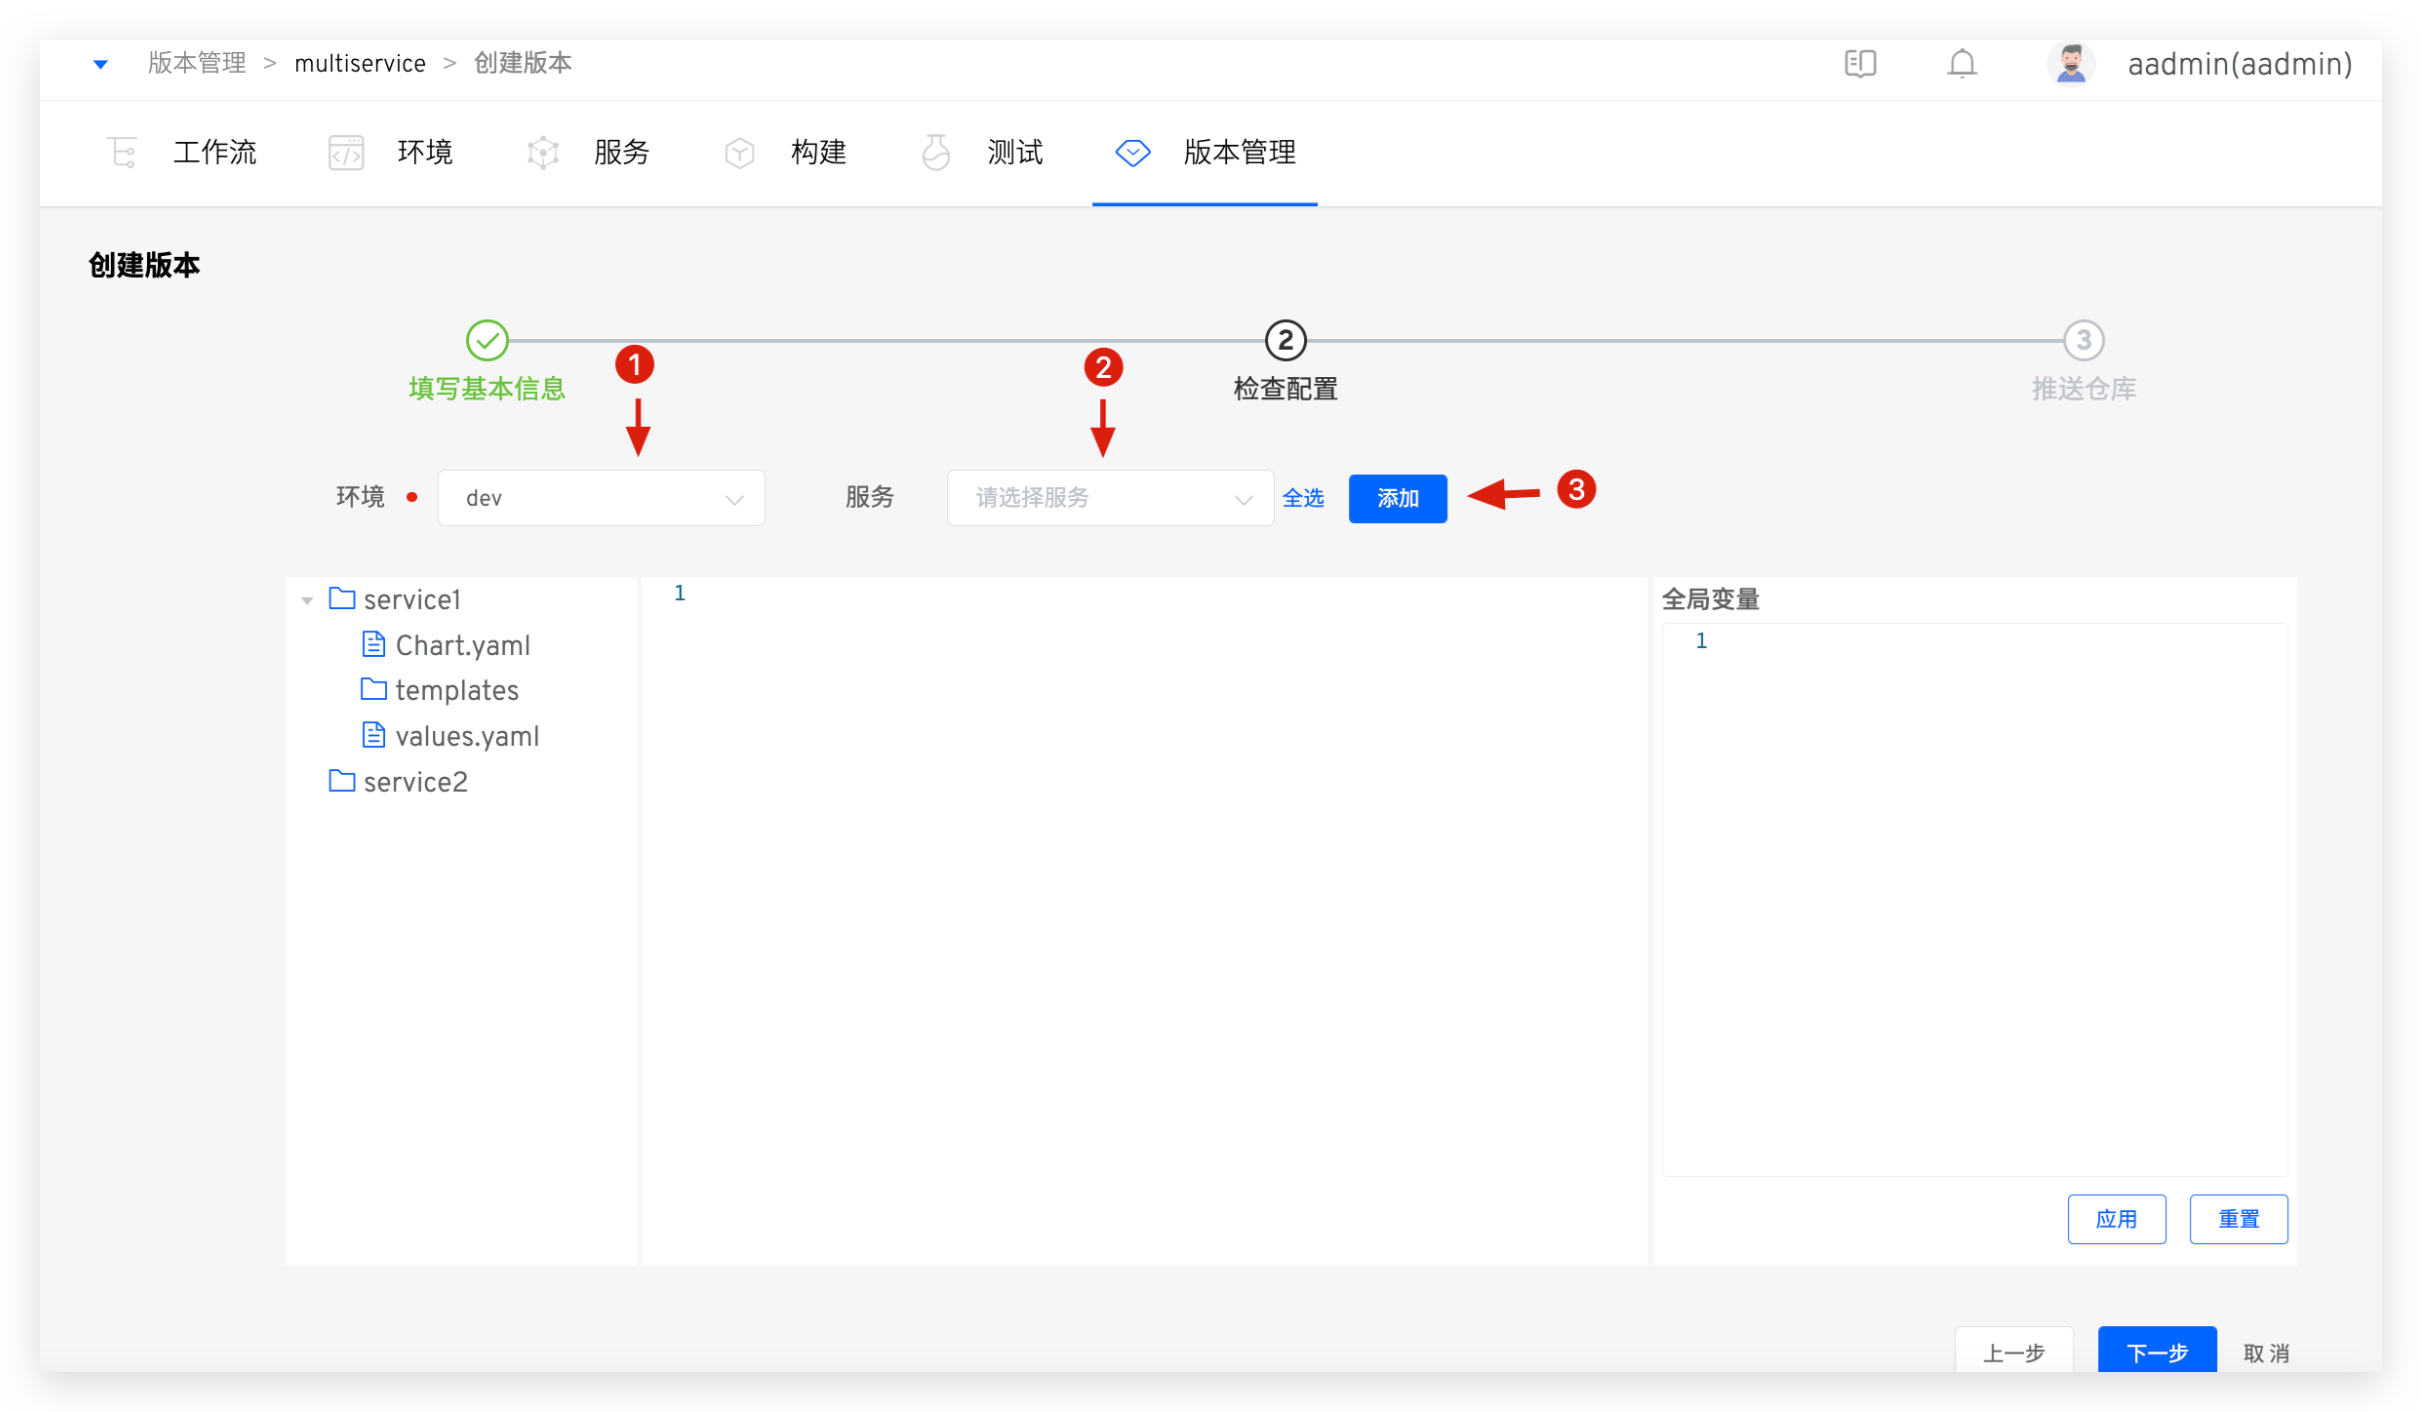 版本管理 > multiservice > 创建版本
aadmin(aadmin)
工作流 环境 服务 构建 测试 版本管理
创建版本
2 3
1 2
填写基本信息 检查配置 推送仓库
环境 dev 服务 请选择服务 全选 添加 3
service1
Chart.yaml
templates
values.yaml
service2
1
全局变量
1
应用 重置
上一步 下一步 取消